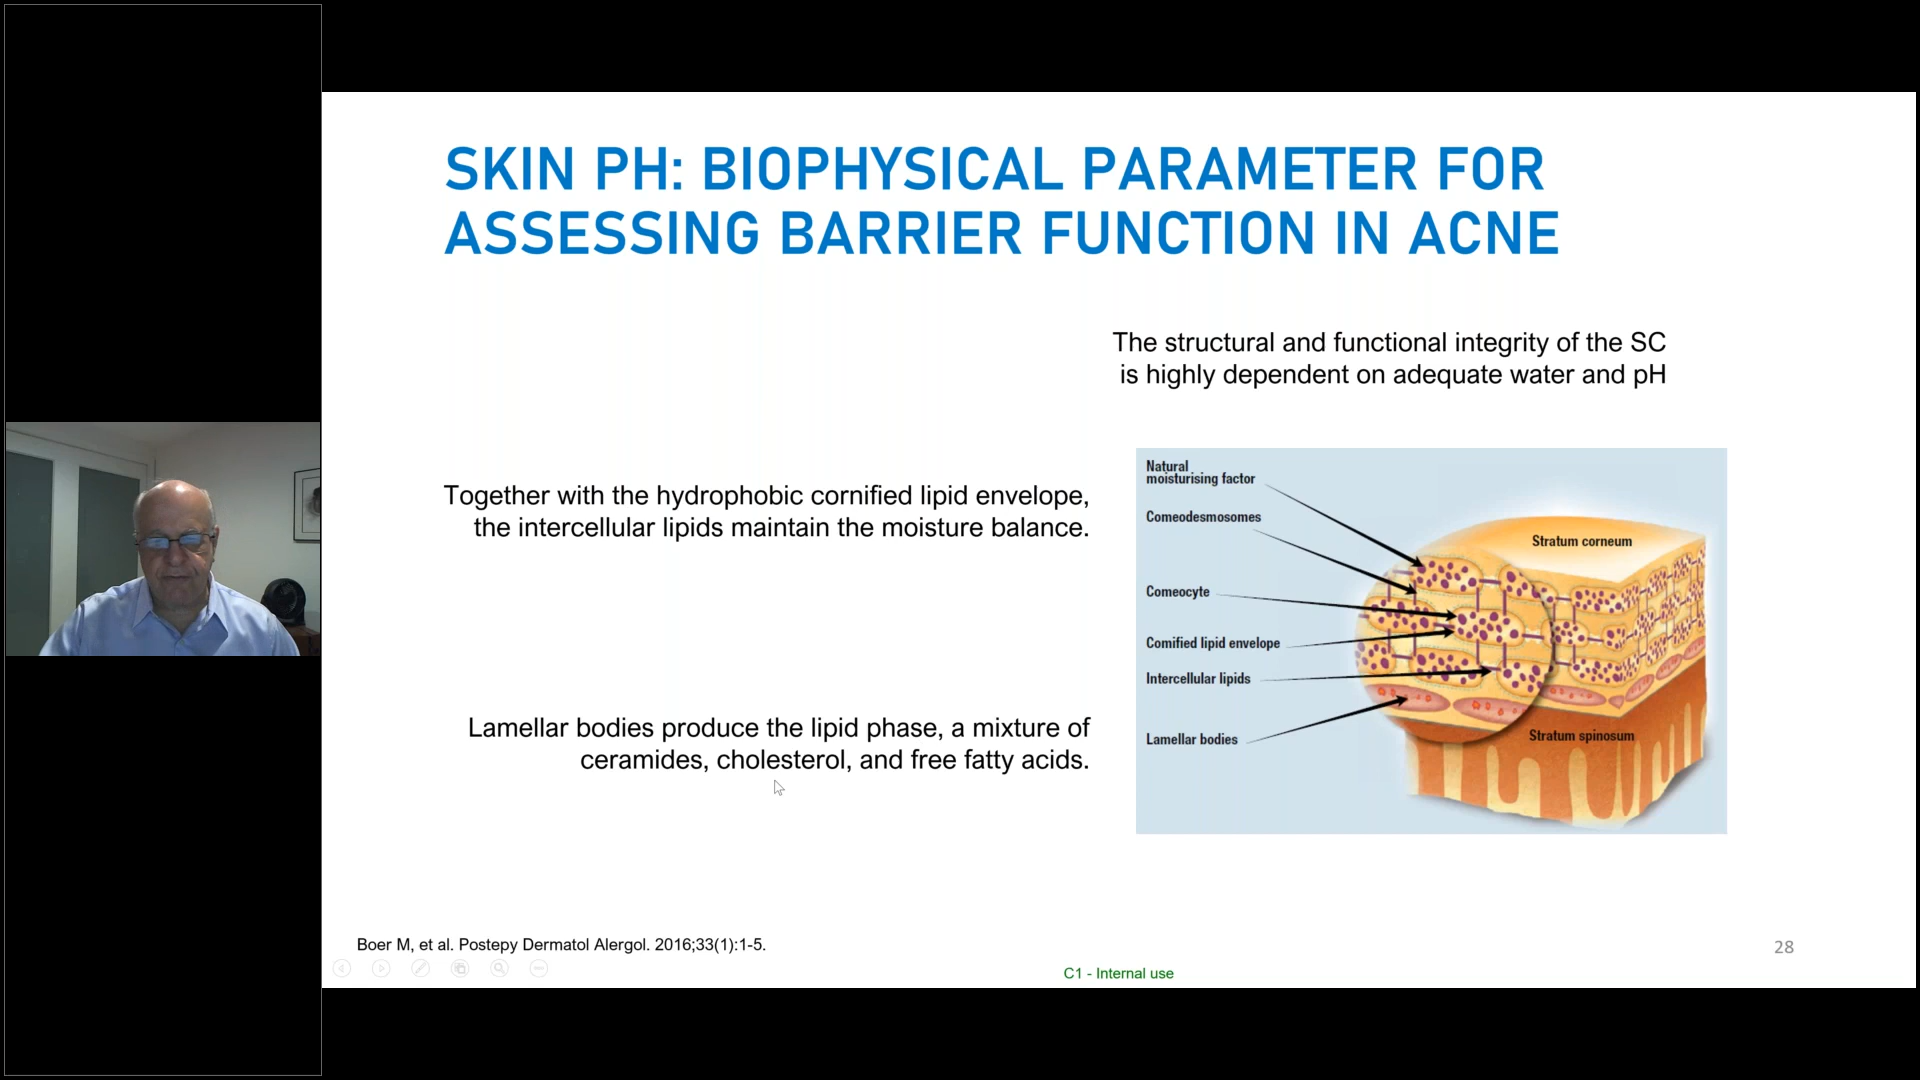 SKIN PH: BIOPHYSICAL PARAMETER FOR
ASSESSING BARRIER FUNCTION IN ACNE
The structural and functional integrity of the SC
is highly dependent on adequate water and pH
Together with the hydrophobic cornified lipid envelope,
the intercellular lipids maintain the moisture balance.
Lamellar bodies produce the lipid phase, a mixture of
ceramides, cholesterol, and free fatty acids.
Natural
moisturising factor
Comeodesmosomes
Comeocyte
Comified lipid envelope
Intercellular lipids
Lamellar bodies
Stratum corneum
Stratum spinosum
Boer M, et al. Postepy Dermatol Alergol. 2016;33(1):1-5.
28
C1 - Internal use